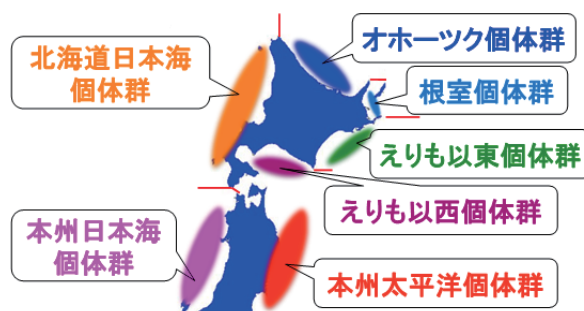 北海道日本海
個体群
オホーツク個体群
根室個体群
えりも以東個体群
えりも以西個体群
本州日本海
個体群
本州太平洋個体群